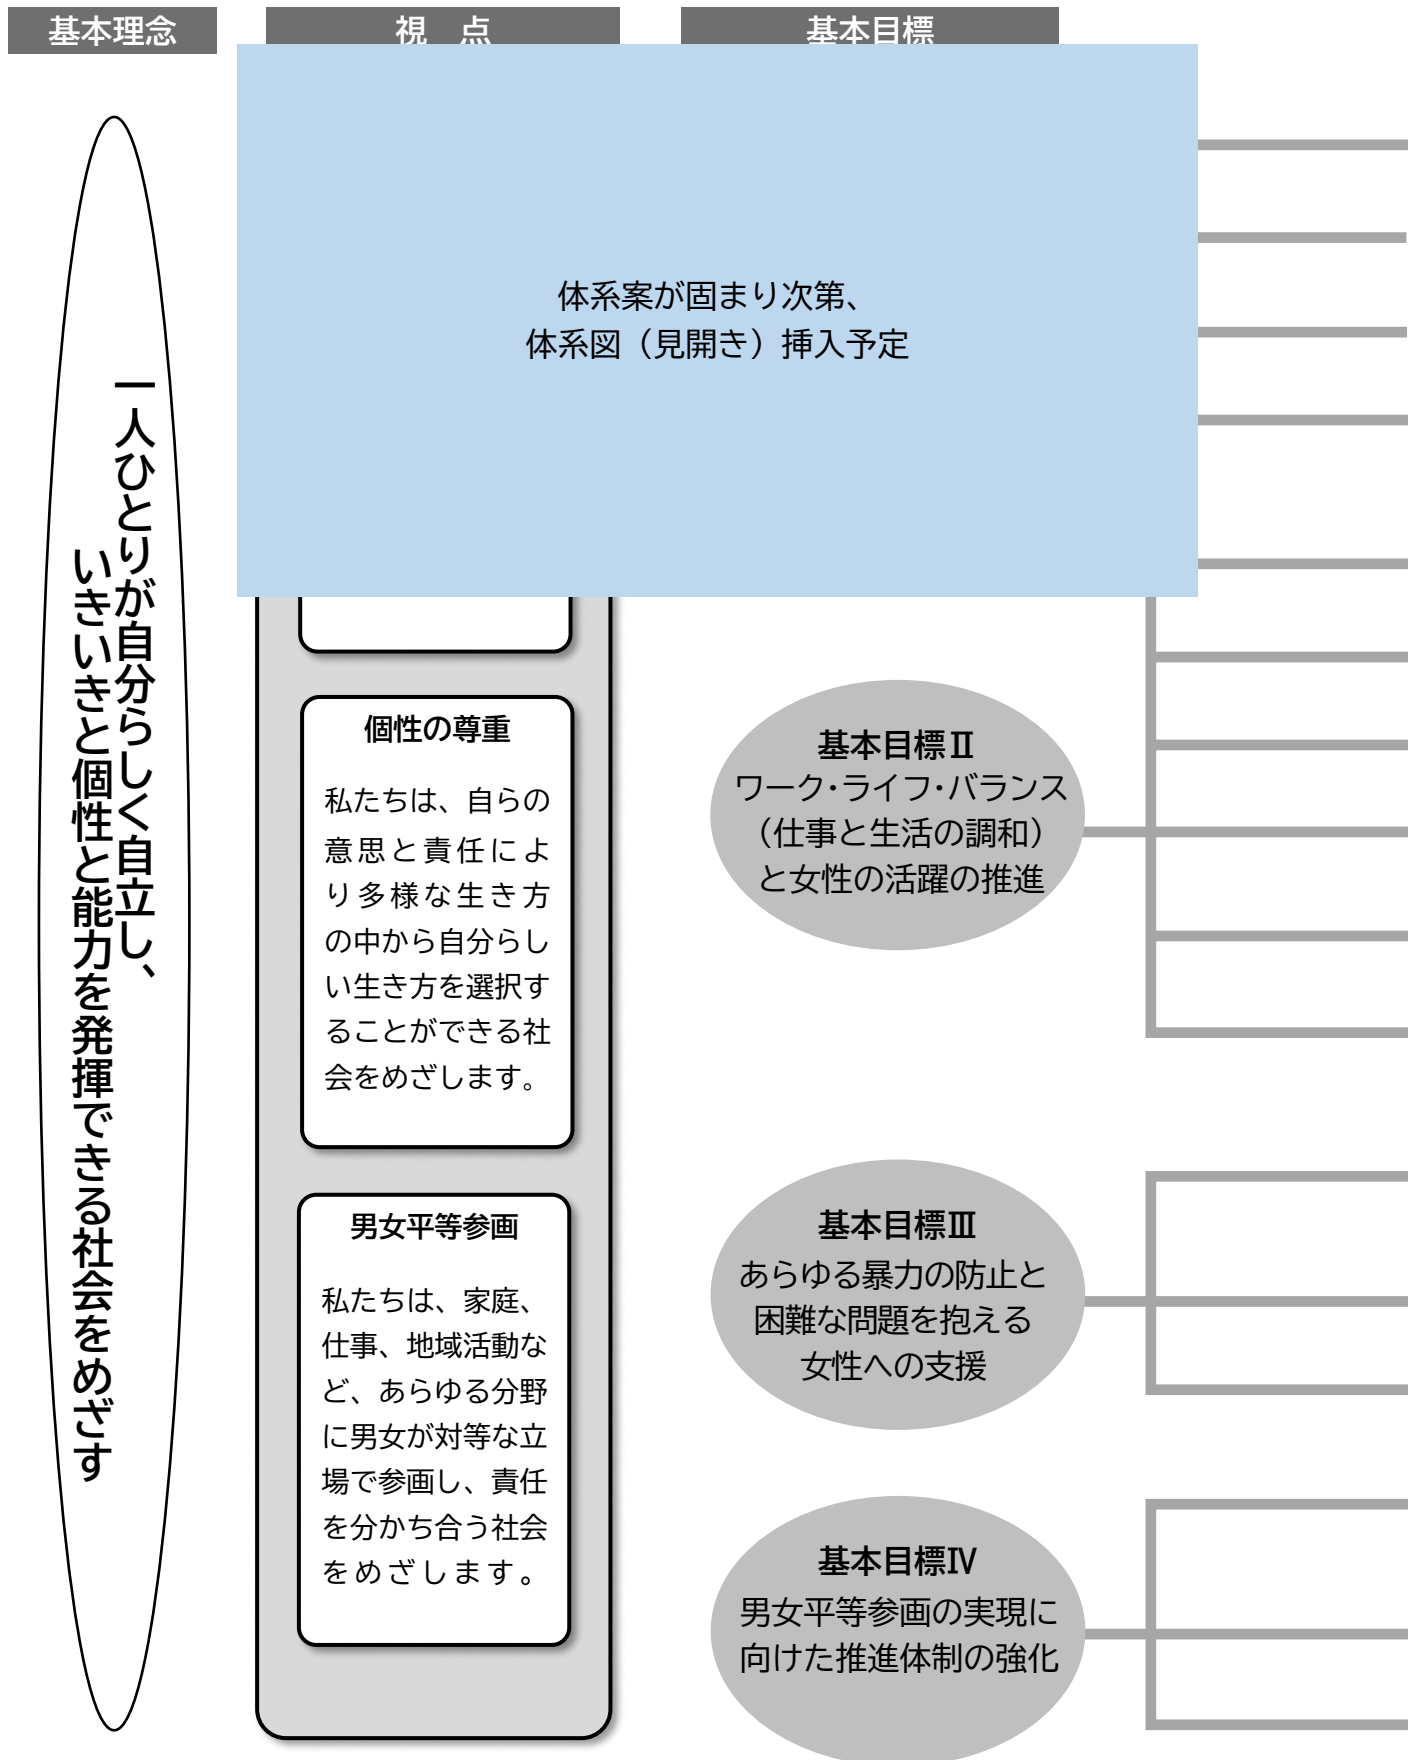 基本理念
視　点
基本目標
体系案が固まり次第、
体系図（見開き）挿入予定
一人ひとりが自分らしく自立し、
いきいきと個性と能力を発揮できる社会をめざす
個性の尊重
私たちは、自らの
意思と責任によ
り多様な生き方
の中から自分らし
い生き方を選択す
ることができる社
会をめざします。
男女平等参画
私たちは、家庭、
仕事、地域活動な
ど、あらゆる分野
に男女が対等な立
場で参画し、責任
を分かち合う社会
をめざします。
基本目標Ⅱ
ワーク・ライフ・バランス
（仕事と生活の調和）
と女性の活躍の推進
基本目標Ⅲ
あらゆる暴力の防止と
困難な問題を抱える
女性への支援
基本目標Ⅳ
男女平等参画の実現に
向けた推進体制の強化